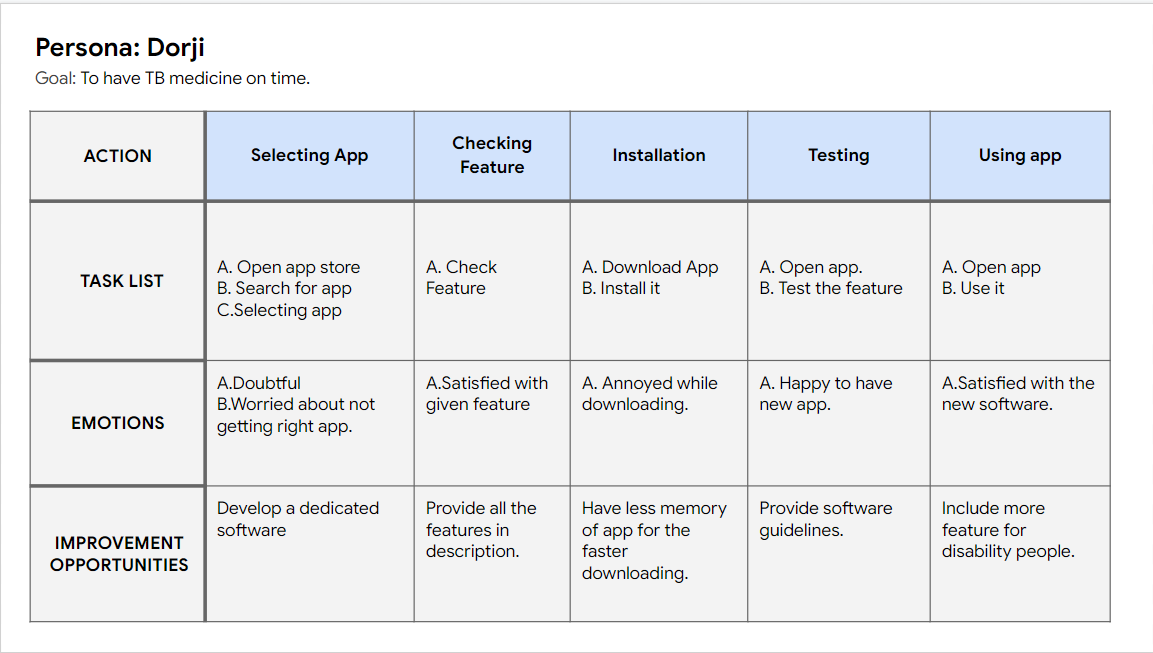 Persona: Dorji
Goal: To have TB medicine on time.
ACTION
Selecting App
Checking
Feature
Installation
Testing
Using app
TASK LIST
A. Open app store
B. Search for app
C.Selecting app
A. Check
Feature
A. Download App
B. Install it
A. Open app.
B. Test the feature
A. Open app
B. Use it
EMOTIONS
A.Doubtful
B.Worried about not
getting right app.
A.Satisfied with
given feature
A. Annoyed while
downloading.
A. Happy to have
new app.
A.Satisfied with the
new software.
IMPROVEMENT
OPPORTUNITIES
Develop a dedicated
software
Provide all the
features in
description.
Have less memory
of app for the
faster
downloading.
Provide software
guidelines.
Include more
feature for
disability people.